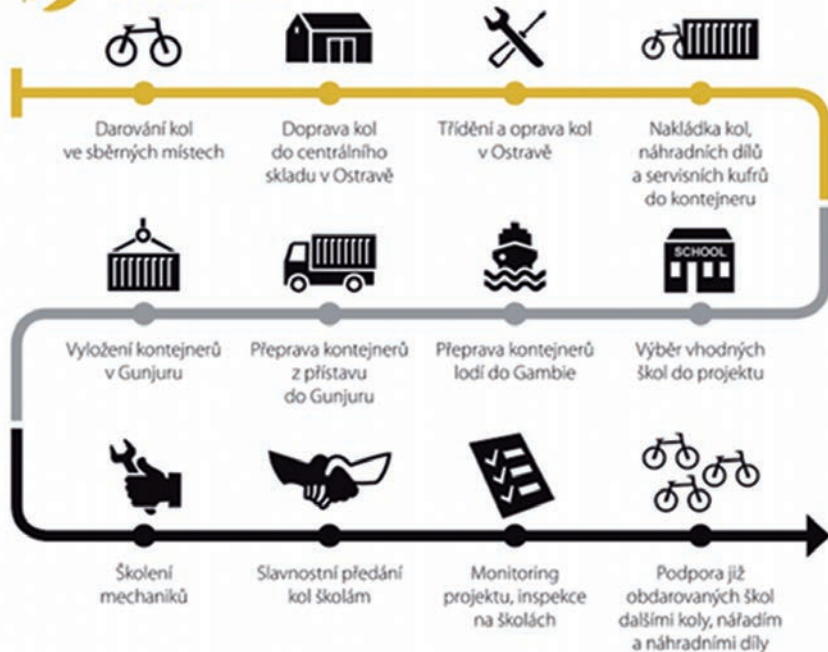 Darování kol
ve sběrných místech
Doprava kol
do centrálního
skladu v Ostravě
Třídění a oprava kol
v Ostravě
Nakládka kol,
náhradních dílů
a servisních kufrů
do kontejneru
SCHOOL
Výběr vhodných
škol do projektu
Přeprava kontejnerů
lodí do Gambie
Přeprava kontejnerů
z přístavu
do Gunjuru
Vyložení kontejnerů
v Gunjuru
Školení
mechaniků
Slavnostní předání
kol školám
Monitoring
projektu, inspekce
na školách
Podpora již
obdarovaných škol
dalšími koly, nářadím
a náhradními díly